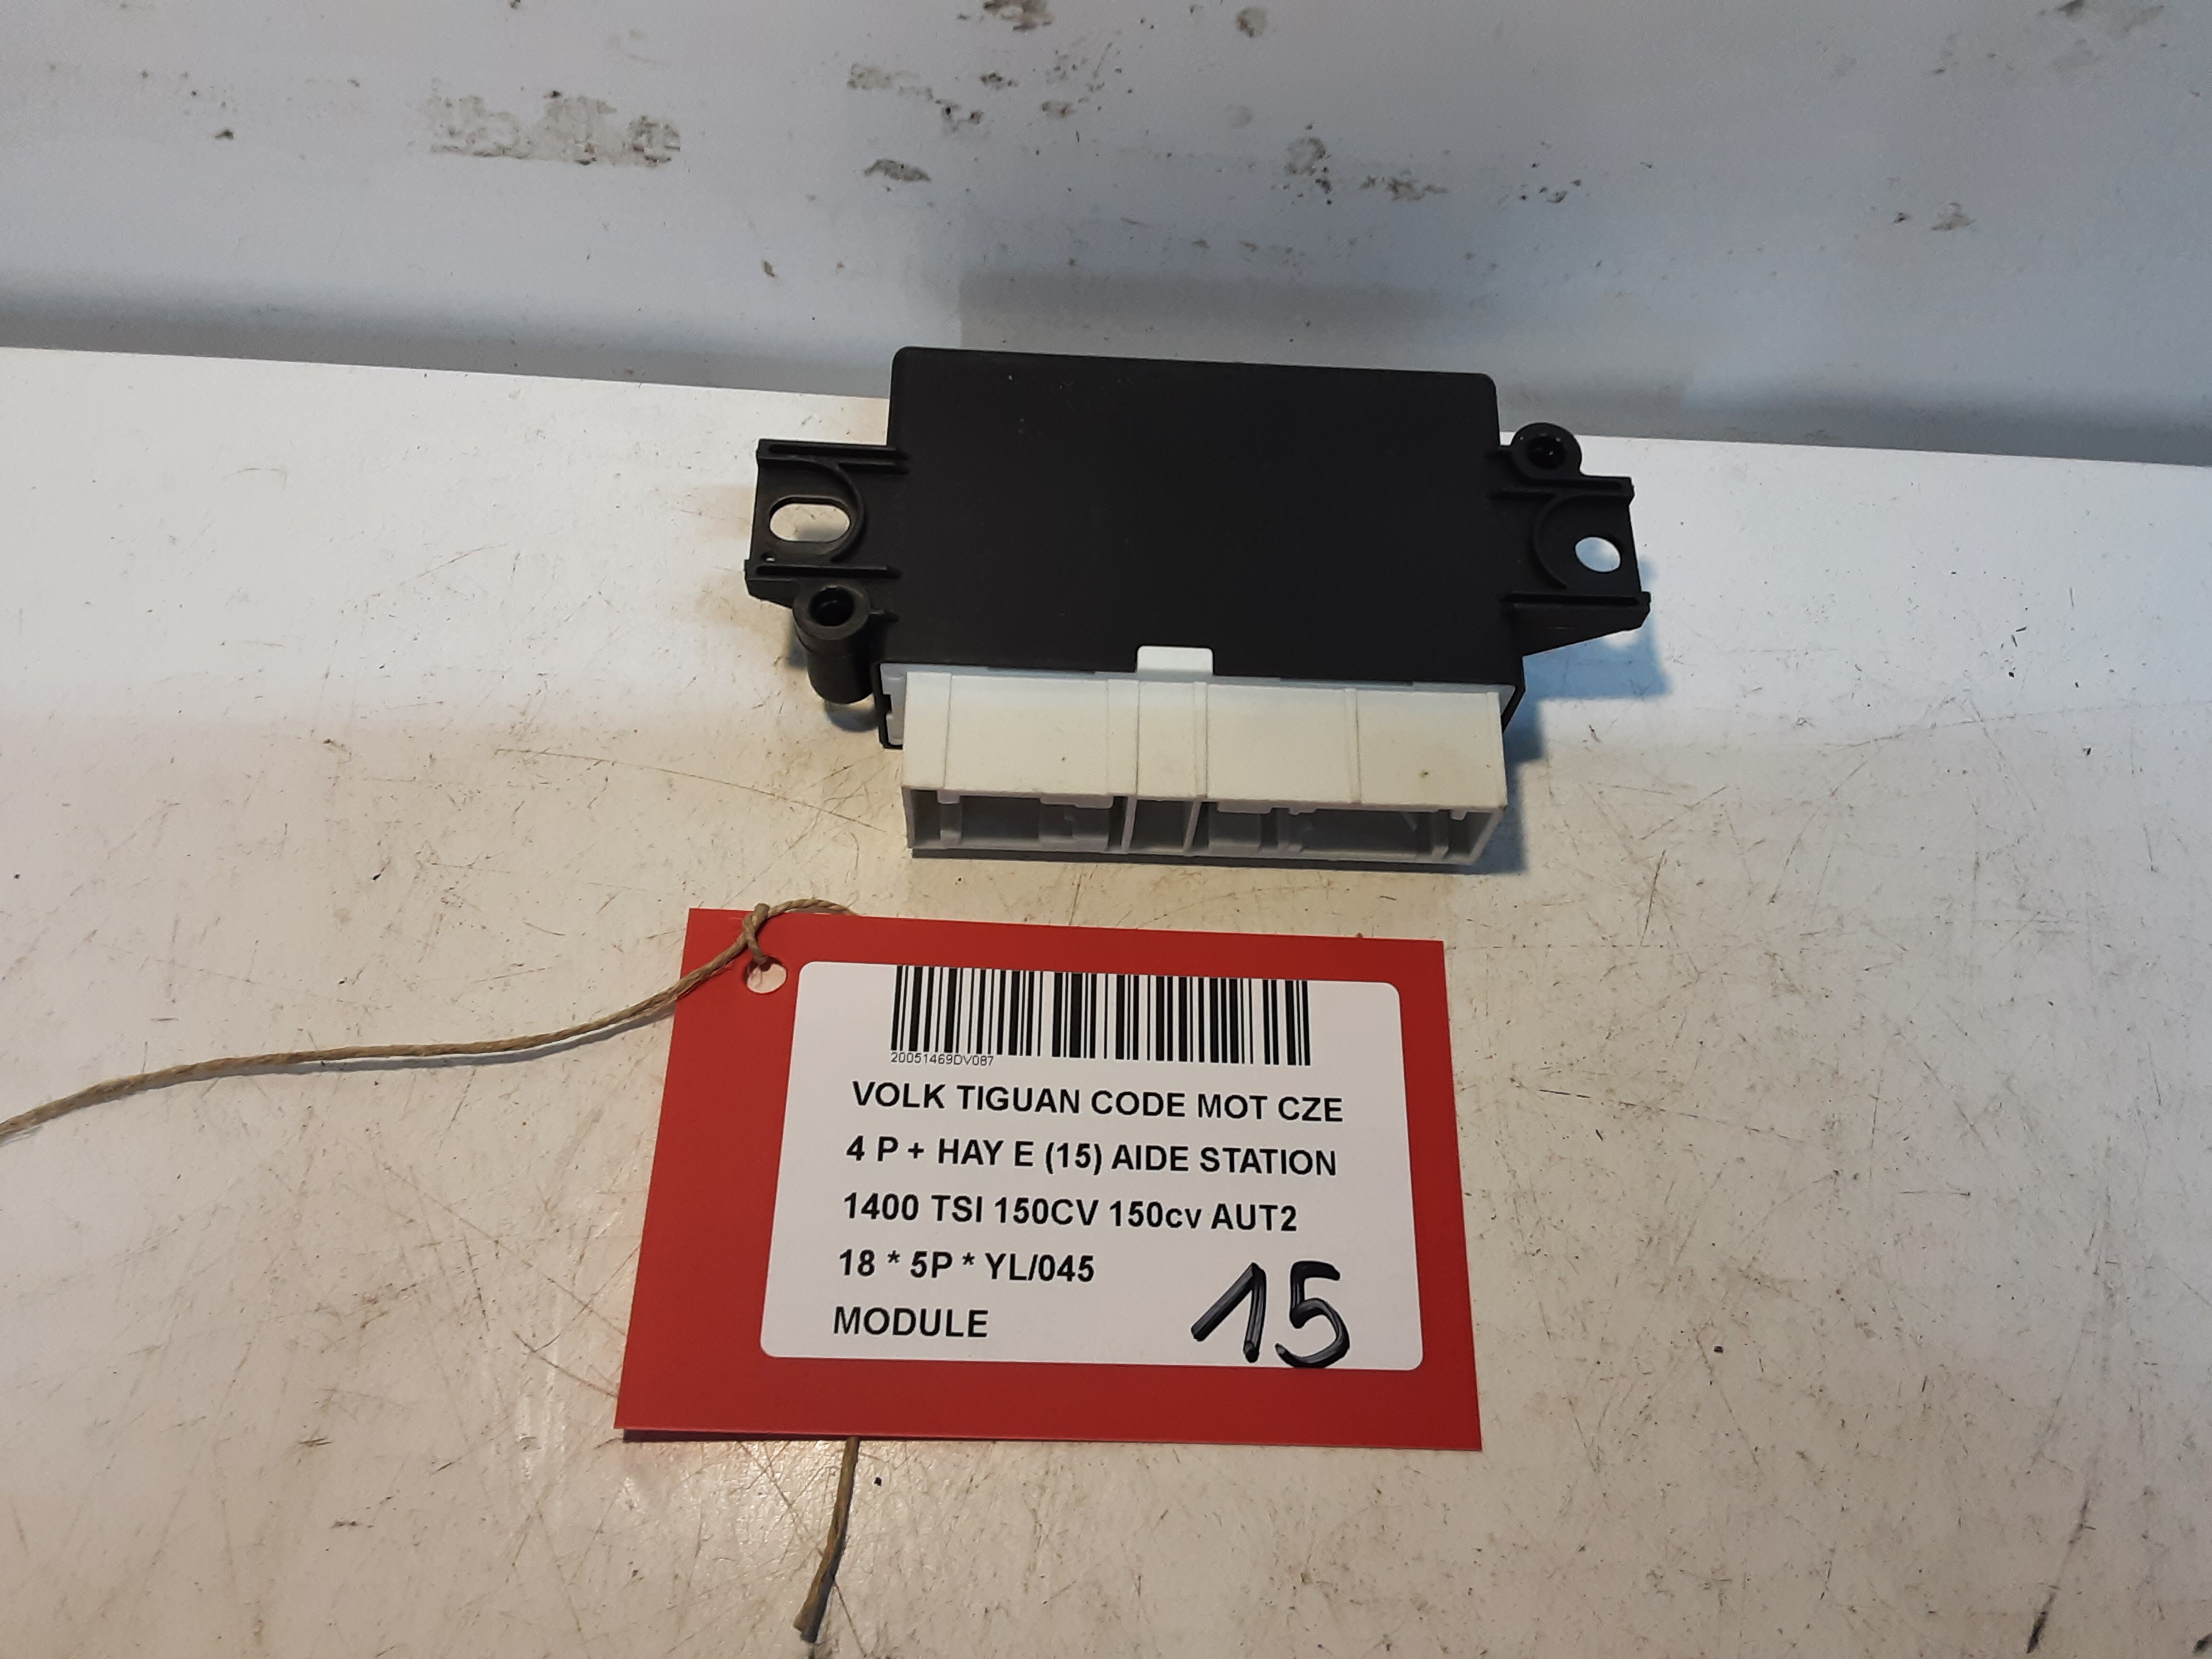 20051469DV087
VOLK TIGUAN CODE MOT CZE
4 P + HAY E (15) AIDE STATION
1400 TSI 150CV 150cv AUT2
18 * 5P * YL/045
MODULE
15